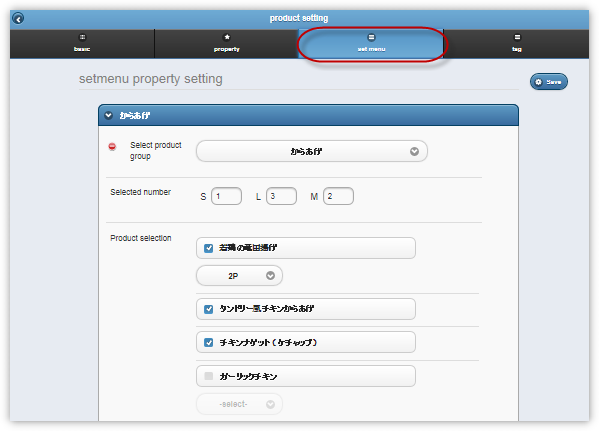 product setting
basic property set menu tag
setmenu property setting
Save
からあげ
Select product group
からあげ
Selected number S 1 L 3 M 2
Product selection
若鶏の竜田揚げ
2P
タンドリー風チキンからあげ
チキンナゲット（ケチャップ）
ガーリックチキン
-select-